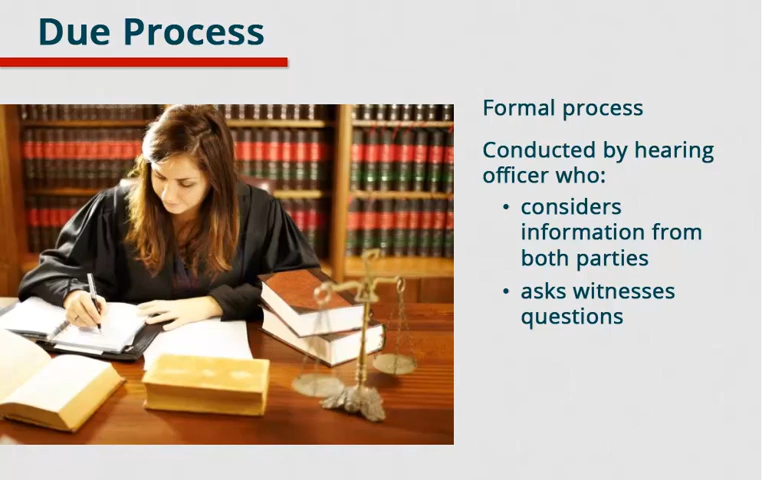 Due Process
Formal process
Conducted by hearing
officer who:
• considers
information from
both parties
• asks witnesses
questions